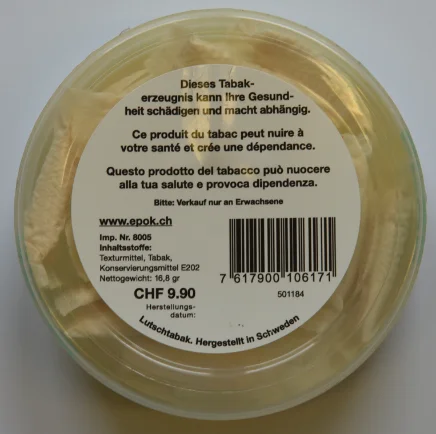 Dieses Tabak-
erzeugnis kann Ihre Gesund-
heit schädigen und macht abhängig.
Ce produit du tabac peut nuire à
votre santé et crée une dépendance.
Questo prodotto del tabacco può nuocere
alla tua salute e provoca dipendenza.
Bitte: Verkauf nur an Erwachsene
www.epok.ch
Imp. Nr. 8005
Inhaltsstoffe:
Texturmittel, Tabak,
Konservierungsmittel E202
Nettogewicht: 16,8 gr
CHF 9.90
Herstellungs-
datum:
7 617900 106171
501184
Lutschtabak. Hergestellt in Schweden